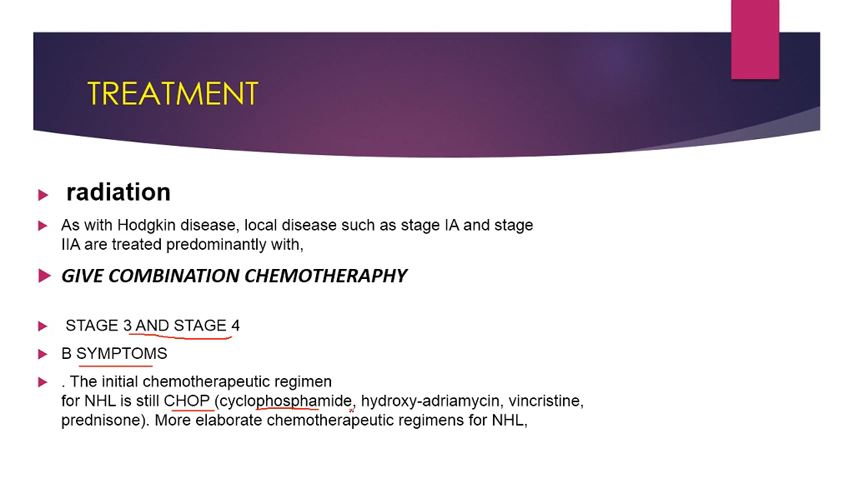 TREATMENT
radiation
As with Hodgkin disease, local disease such as stage IA and stage
IIA are treated predominantly with,
GIVE COMBINATION CHEMOTHERAPHY
STAGE 3 AND STAGE 4
B SYMPTOMS
. The initial chemotherapeutic regimen
for NHL is still CHOP (cyclophosphamide, hydroxy-adriamycin, vincristine,
prednisone). More elaborate chemotherapeutic regimens for NHL,